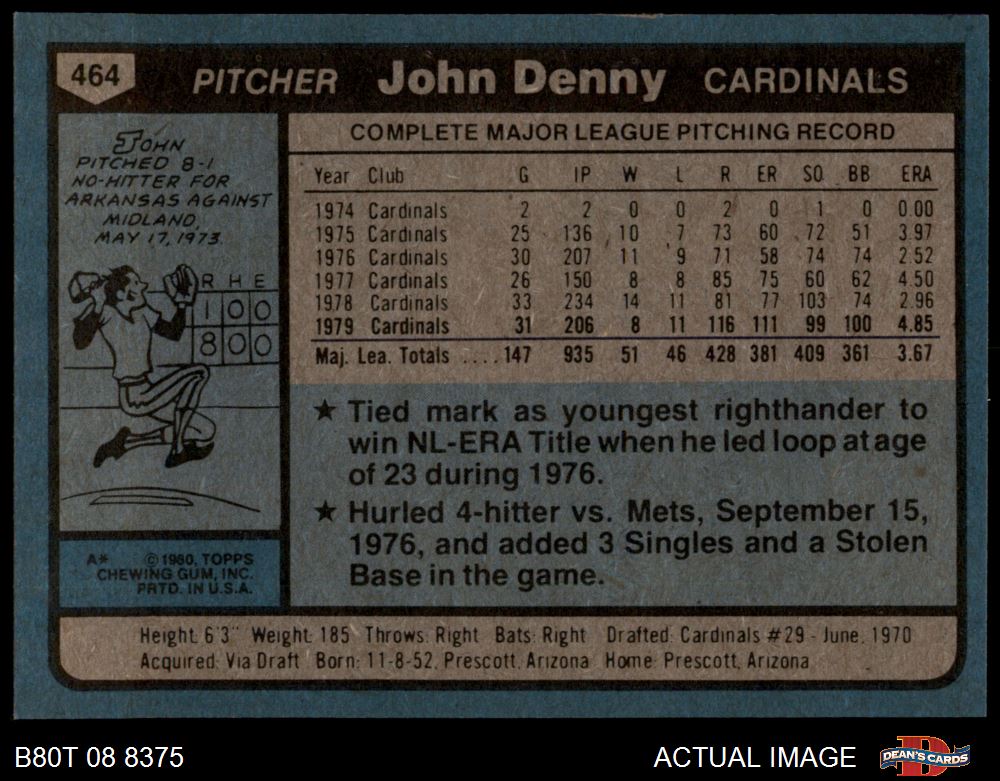 464 PITCHER John Denny CARDINALS
JOHN
PITCHED 8-1
NO-HITTER FOR
ARKANSAS AGAINST
MIDLAND,
MAY 17, 1973.
R H E
1 0 0
8 0 0
COMPLETE MAJOR LEAGUE PITCHING RECORD
Year Club G IP W L R ER SO BB ERA
1974 Cardinals 2 2 0 0 2 0 1 0 0.00
1975 Cardinals 25 136 10 7 73 60 72 51 3.97
1976 Cardinals 30 207 11 9 71 58 74 74 2.52
1977 Cardinals 26 150 8 8 85 75 60 62 4.50
1978 Cardinals 33 234 14 11 81 77 103 74 2.96
1979 Cardinals 31 206 8 11 116 111 99 100 4.85
Maj. Lea. Totals ....147 935 51 46 428 381 409 361 3.67
★ Tied mark as youngest righthander to
win NL-ERA Title when he led loop at age
of 23 during 1976.
★ Hurled 4-hitter vs. Mets, September 15,
1976, and added 3 Singles and a Stolen
Base in the game.
A* ©1980, TOPPS
CHEWING GUM, INC.
PRTD. IN U.S.A.
Height: 6'3" Weight: 185 Throws: Right Bats: Right Drafted: Cardinals #29 - June, 1970
Acquired: Via Draft Born: 11-8-52, Prescott, Arizona Home: Prescott, Arizona
B80T 08 8375 ACTUAL IMAGE DEAN'S CARDS